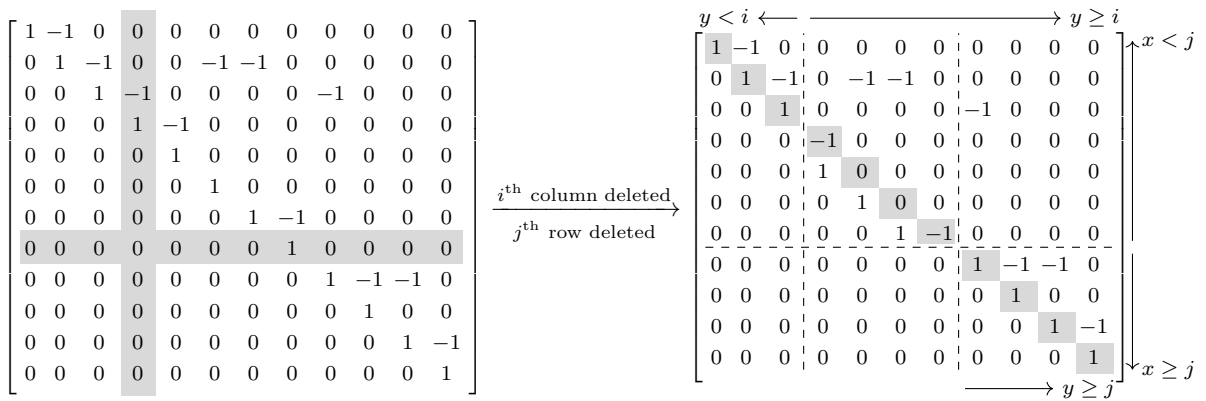 1 −1 0 0 0 0 0 0 0 0 0 0
0 1 −1 0 0 −1 −1 0 0 0 0 0
0 0 1 −1 0 0 0 0 −1 0 0 0
0 0 0 1 −1 0 0 0 0 0 0 0
0 0 0 0 1 0 0 0 0 0 0 0
0 0 0 0 0 1 0 0 0 0 0 0
0 0 0 0 0 0 1 −1 0 0 0 0
0 0 0 0 0 0 0 1 0 0 0 0
0 0 0 0 0 0 0 0 1 −1 −1 0
0 0 0 0 0 0 0 0 0 1 0 0
0 0 0 0 0 0 0 0 0 0 1 −1
0 0 0 0 0 0 0 0 0 0 0 1
i^th column deleted
j^th row deleted
y < i y ≥ i
1 −1 0 0 0 0 0 0 0 0 0
0 1 −1 0 −1 −1 0 0 0 0 0
0 0 1 0 0 0 0 −1 0 0 0
0 0 0 −1 0 0 0 0 0 0 0
0 0 0 1 0 0 0 0 0 0 0
0 0 0 0 1 0 0 0 0 0 0
0 0 0 0 0 1 −1 0 0 0 0
0 0 0 0 0 0 0 1 −1 −1 0
0 0 0 0 0 0 0 0 1 0 0
0 0 0 0 0 0 0 0 0 1 −1
0 0 0 0 0 0 0 0 0 0 1
x < j
x ≥ j
y ≥ j